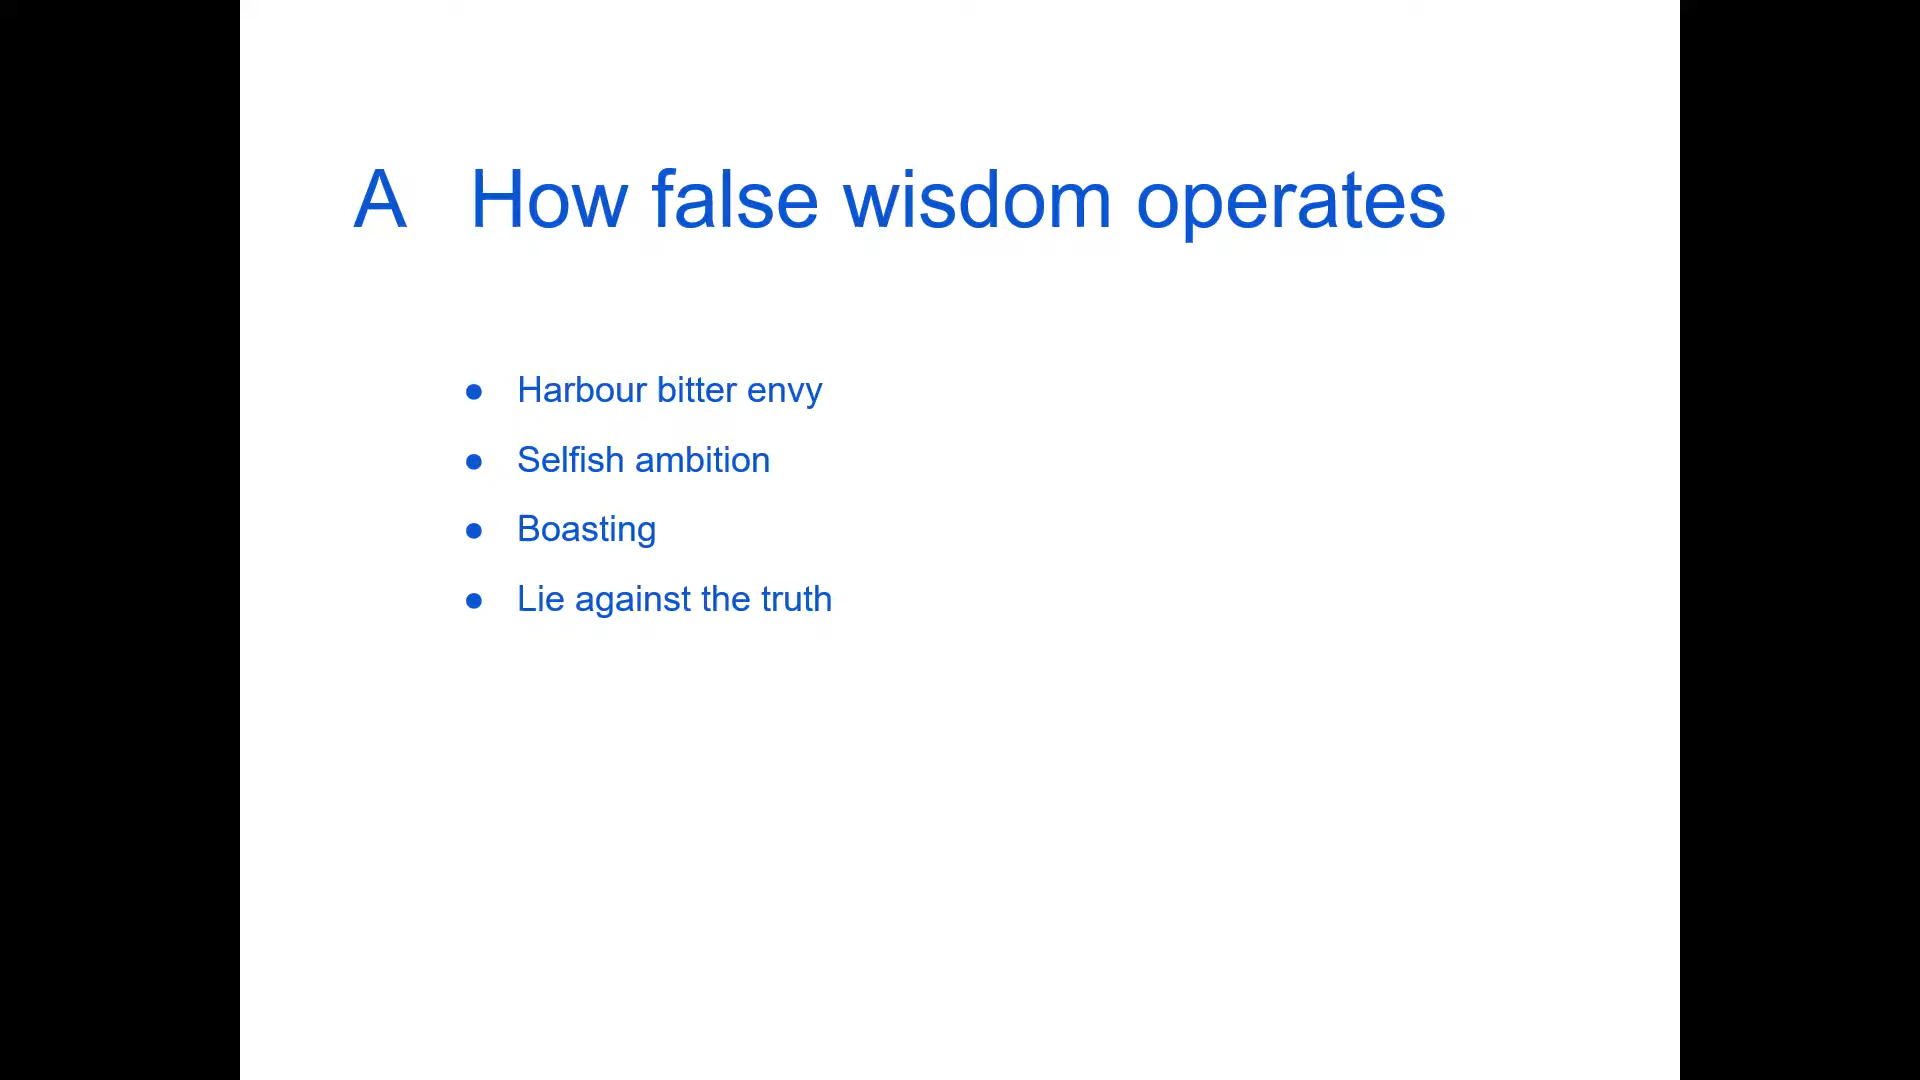 A How false wisdom operates
● Harbour bitter envy
● Selfish ambition
● Boasting
● Lie against the truth